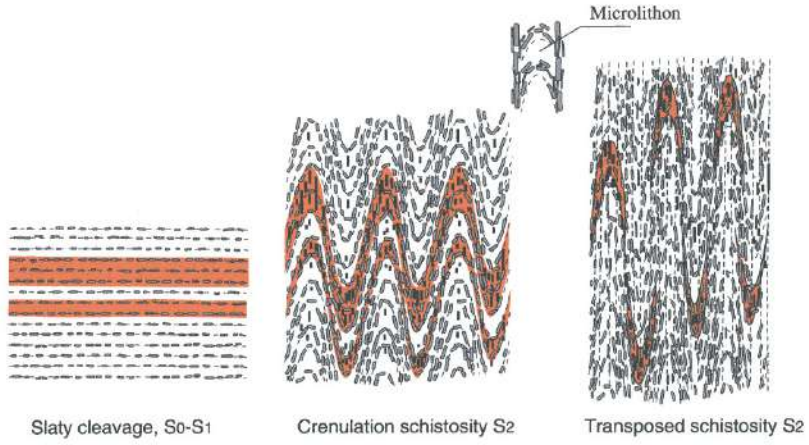 Microlithon
Slaty cleavage, S0-S1
Crenulation schistosity S2
Transposed schistosity S2